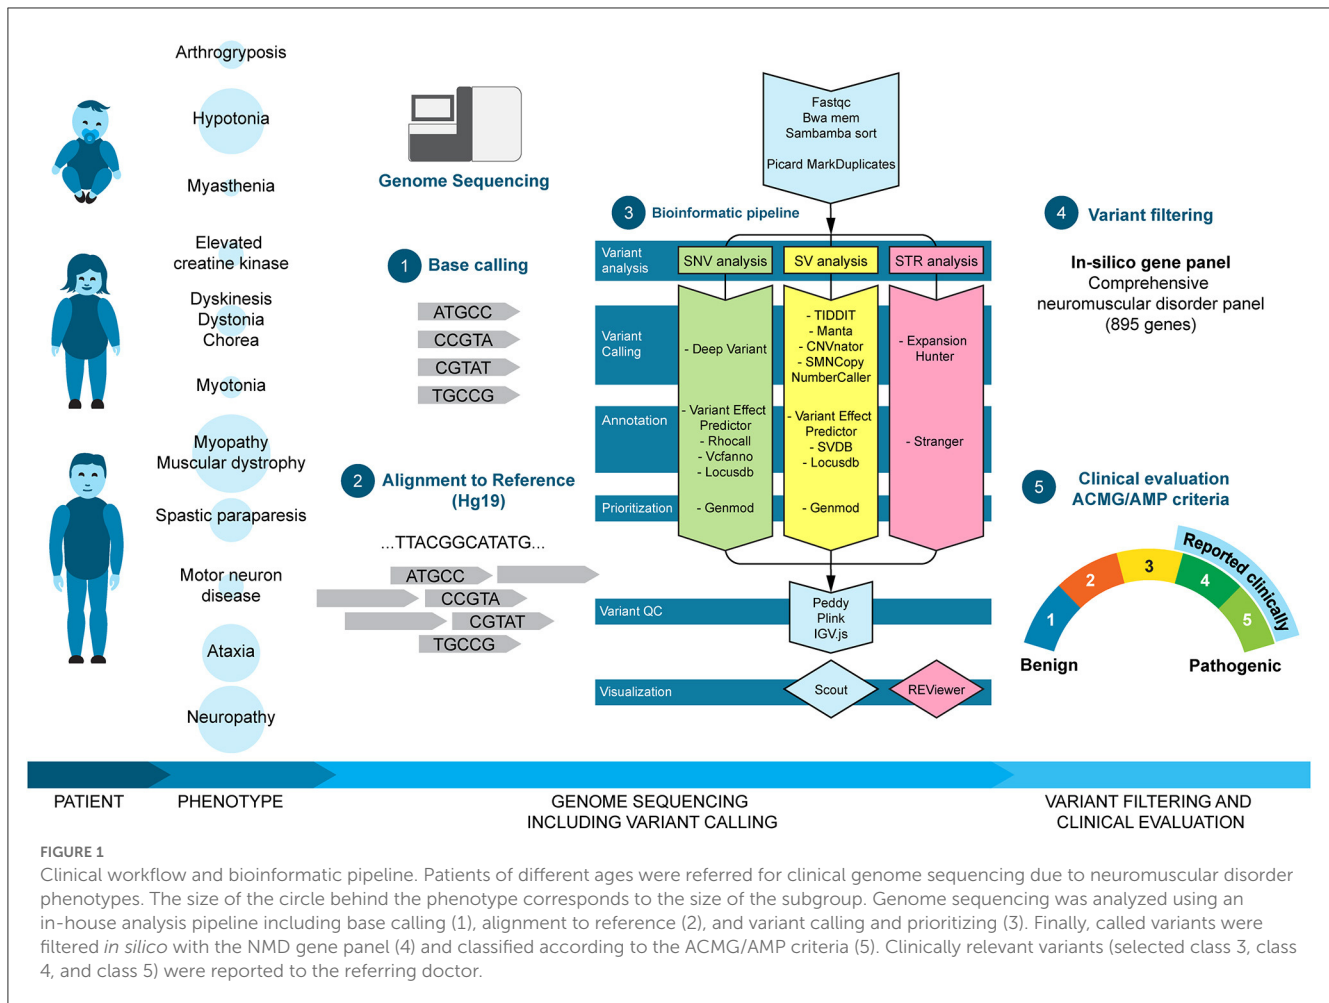 Arthrogryposis
Hypotonia
Myasthenia
Elevated
creatine kinase
Dyskinesis
Dystonia
Chorea
Myotonia
Myopathy
Muscular dystrophy
Spastic paraparesis
Motor neuron
disease
Ataxia
Neuropathy
Genome Sequencing
1 Base calling
ATGCC
CCGTA
CGTAT
TGCCG
2 Alignment to Reference
(Hg19)
...TTACGGCATATG...
ATGCC
CCGTA
CGTAT
TGCCG
Fastqc
Bwa mem
Sambamba sort
Picard MarkDuplicates
3 Bioinformatic pipeline
Variant
analysis
SNV analysis
SV analysis
STR analysis
Variant
Calling
- Deep Variant
- TIDDIT
- Manta
- CNVnator
- SMNCopy
NumberCaller
- Expansion
Hunter
Annotation
- Variant Effect
Predictor
- Rhocall
- Vcfanno
- Locusdb
- Variant Effect
Predictor
- SVDB
- Locusdb
- Stranger
Prioritization
- Genmod
- Genmod
Variant QC
Peddy
Plink
IGV.js
Visualization
Scout
REViewer
4 Variant filtering
In-silico gene panel
Comprehensive
neuromuscular disorder panel
(895 genes)
5 Clinical evaluation
ACMG/AMP criteria
1
2
3
4
5
Reported clinically
Benign
Pathogenic
PATIENT
PHENOTYPE
GENOME SEQUENCING
INCLUDING VARIANT CALLING
VARIANT FILTERING AND
CLINICAL EVALUATION
FIGURE 1
Clinical workflow and bioinformatic pipeline. Patients of different ages were referred for clinical genome sequencing due to neuromuscular disorder
phenotypes. The size of the circle behind the phenotype corresponds to the size of the subgroup. Genome sequencing was analyzed using an
in-house analysis pipeline including base calling (1), alignment to reference (2), and variant calling and prioritizing (3). Finally, called variants were
filtered in silico with the NMD gene panel (4) and classified according to the ACMG/AMP criteria (5). Clinically relevant variants (selected class 3, class
4, and class 5) were reported to the referring doctor.